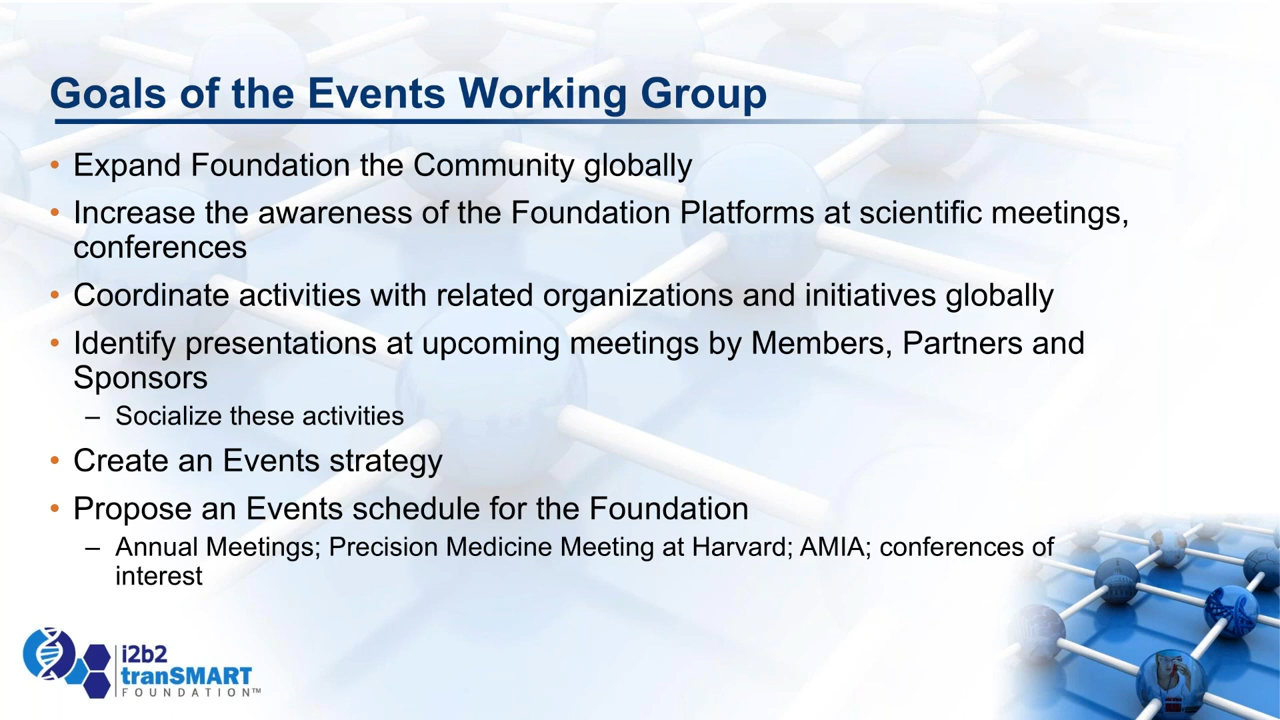 Goals of the Events Working Group
• Expand Foundation the Community globally
• Increase the awareness of the Foundation Platforms at scientific meetings,
conferences
• Coordinate activities with related organizations and initiatives globally
• Identify presentations at upcoming meetings by Members, Partners and
Sponsors
– Socialize these activities
• Create an Events strategy
• Propose an Events schedule for the Foundation
– Annual Meetings; Precision Medicine Meeting at Harvard; AMIA; conferences of
interest
i2b2
tranSMART
FOUNDATION™